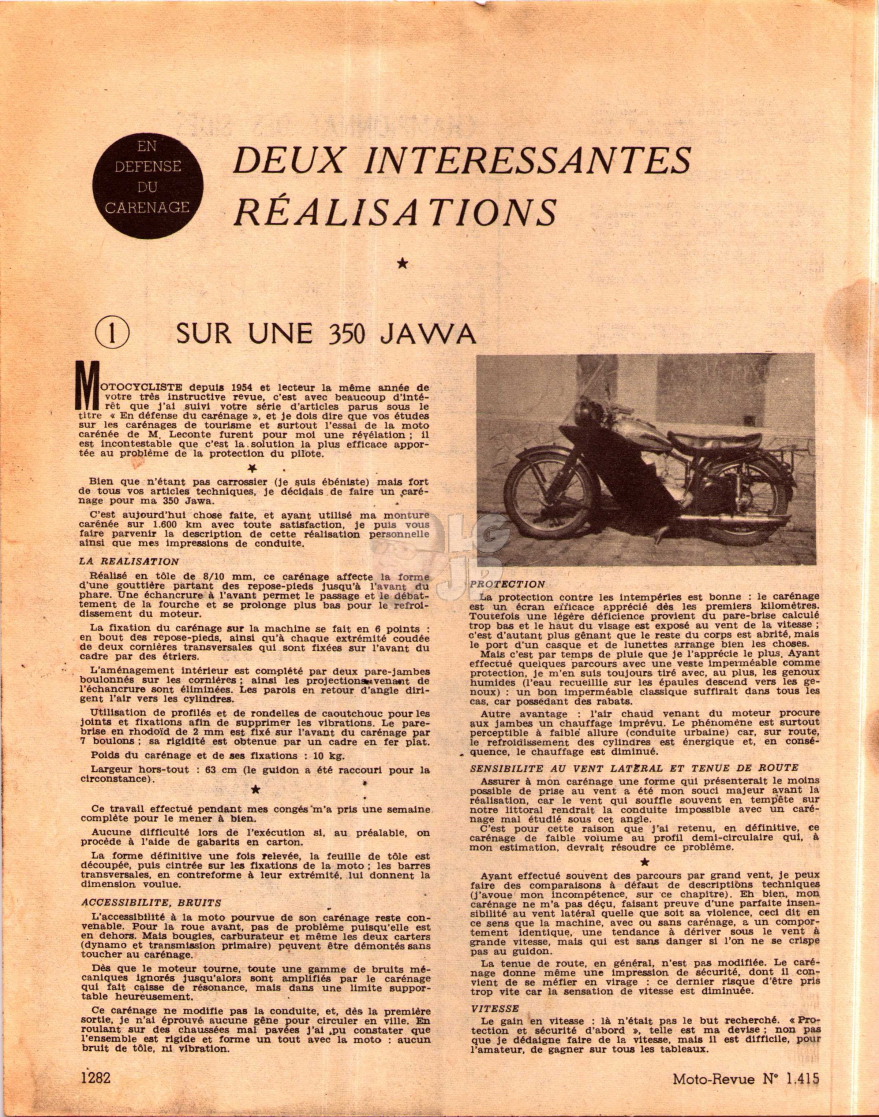 EN
DEFENSE
DU
CARENAGE
DEUX INTERESSANTES
RÉALISATIONS
1 SUR UNE 350 JAWA
MOTOCYCLISTE depuis 1954 et lecteur la même année de
votre très instructive revue, c'est avec beaucoup d'inté-
rêt que j'ai suivi votre série d'articles parus sous le
titre « En défense du carénage », et je dois dire que vos études
sur les carénages de tourisme et surtout l'essai de la moto
carénée de M. Leconte furent pour moi une révélation ; il
est incontestable que c'est la solution la plus efficace appor-
tée au problème de la protection du pilote.
Bien que n'étant pas carrossier (je suis ébéniste) mais fort
de tous vos articles techniques, je décidais de faire un caré-
nage pour ma 350 Jawa.
C'est aujourd'hui chose faite, et ayant utilisé ma monture
carénée sur 1.600 km avec toute satisfaction, je puis vous
faire parvenir la description de cette réalisation personnelle
ainsi que mes impressions de conduite.
LA REALISATION
Réalisé en tôle de 8/10 mm, ce carénage affecte la forme
d'une gouttière partant des repose-pieds jusqu'à l'avant du
phare. Une échancrure à l'avant permet le passage et le débat-
tement de la fourche et se prolonge plus bas pour le refroi-
dissement du moteur.
La fixation du carénage sur la machine se fait en 6 points :
en bout des repose-pieds, ainsi qu'à chaque extrémité coudée
de deux cornières transversales qui sont fixées sur l'avant du
cadre par des étriers.
L'aménagement intérieur est complété par deux pare-jambes
boulonnés sur les cornières ; ainsi les projections venant de
l'échancrure sont éliminées. Les parois en retour d'angle diri-
gent l'air vers les cylindres.
Utilisation de profilés et de rondelles de caoutchouc pour les
joints et fixations afin de supprimer les vibrations. Le pare-
brise en rhodoïd de 2 mm est fixé sur l'avant du carénage par
7 boulons ; sa rigidité est obtenue par un cadre en fer plat.
Poids du carénage et de ses fixations : 10 kg.
Largeur hors-tout : 63 cm (le guidon a été raccouri pour la
circonstance).
Ce travail effectué pendant mes congés m'a pris une semaine
complète pour le mener à bien.
Aucune difficulté lors de l'exécution si, au préalable, on
procède à l'aide de gabarits en carton.
La forme définitive une fois relevée, la feuille de tôle est
découpée, puis cintrée sur les fixations de la moto ; les barres
transversales, en contreforme à leur extrémité, lui donnent la
dimension voulue.
ACCESSIBILITE, BRUITS
L'accessibilité à la moto pourvue de son carénage reste con-
venable. Pour la roue avant, pas de problème puisqu'elle est
en dehors. Mais bougies, carburateur et même les deux carters
(dynamo et transmission primaire) peuvent être démontés sans
toucher au carénage.
Dès que le moteur tourne, toute une gamme de bruits mé-
caniques ignorés jusqu'alors sont amplifiés par le carénage
qui fait caisse de résonance, mais dans une limite suppor-
table heureusement.
Ce carénage ne modifie pas la conduite, et, dès la première
sortie, je n'ai éprouvé aucune gêne pour circuler en ville. En
roulant sur des chaussées mal pavées j'ai pu constater que
l'ensemble est rigide et forme un tout avec la moto : aucun
bruit de tôle, ni vibration.
PROTECTION
La protection contre les intempéries est bonne : le carénage
est un écran efficace apprécié dès les premiers kilomètres.
Toutefois une légère déficience provient du pare-brise calculé
trop bas et le haut du visage est exposé au vent de la vitesse ;
c'est d'autant plus gênant que le reste du corps est abrité, mais
le port d'un casque et de lunettes arrange bien les choses.
Mais c'est par temps de pluie que je l'apprécie le plus. Ayant
effectué quelques parcours avec une veste imperméable comme
protection, je m'en suis toujours tiré avec, au plus, les genoux
humides (l'eau recueillie sur les épaules descend vers les ge-
noux) : un bon imperméable classique suffirait dans tous les
cas, car possédant des rabats.
Autre avantage : l'air chaud venant du moteur procure
aux jambes un chauffage imprévu. Le phénomène est surtout
perceptible à faible allure (conduite urbaine) car, sur route,
le refroidissement des cylindres est énergique et, en consé-
quence, le chauffage est diminué.
SENSIBILITE AU VENT LATÉRAL ET TENUE DE ROUTE
Assurer à mon carénage une forme qui présenterait le moins
possible de prise au vent a été mon souci majeur avant la
réalisation, car le vent qui souffle souvent en tempête sur
notre littoral rendrait la conduite impossible avec un caré-
nage mal étudié sous cet angle.
C'est pour cette raison que j'ai retenu, en définitive, ce
carénage de faible volume au profil demi-circulaire qui, à
mon estimation, devrait résoudre ce problème.
Ayant effectué des parcours par grand vent, je peux
faire des comparaisons à défaut de descriptions techniques
(j'avoue mon incompétence, sur ce chapitre). Eh bien, mon
carénage ne m'a pas déçu, faisant preuve d'une parfaite insen-
sibilité au vent latéral quelle que soit sa violence, ceci dit en
ce sens que la machine, avec ou sans carénage, a un compor-
tement identique, une tendance à dériver sous le vent à
grande vitesse, mais qui est sans danger si l'on ne se crispe
pas au guidon.
La tenue de route, en général, n'est pas modifiée. Le caré-
nage donne même une impression de sécurité, dont il con-
vient de se méfier en virage : ce dernier risque d'être pris
trop vite car la sensation de vitesse est diminuée.
VITESSE
Le gain en vitesse : là n'était pas le but recherché. « Pro-
tection et sécurité d'abord », telle est ma devise ; non pas
que je dédaigne faire de la vitesse, mais il est difficile, pour
l'amateur, de gagner sur tous les tableaux.
1282
Moto-Revue N° 1.415